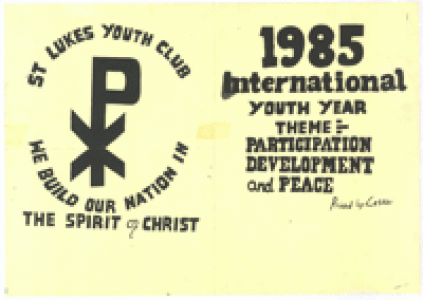 ST LUKES YOUTH CLUB
WE BUILD OUR NATION IN
THE SPIRIT of CHRIST
1985
International
YOUTH YEAR
THEME:-
PARTICIPATION
DEVELOPMENT
and PEACE